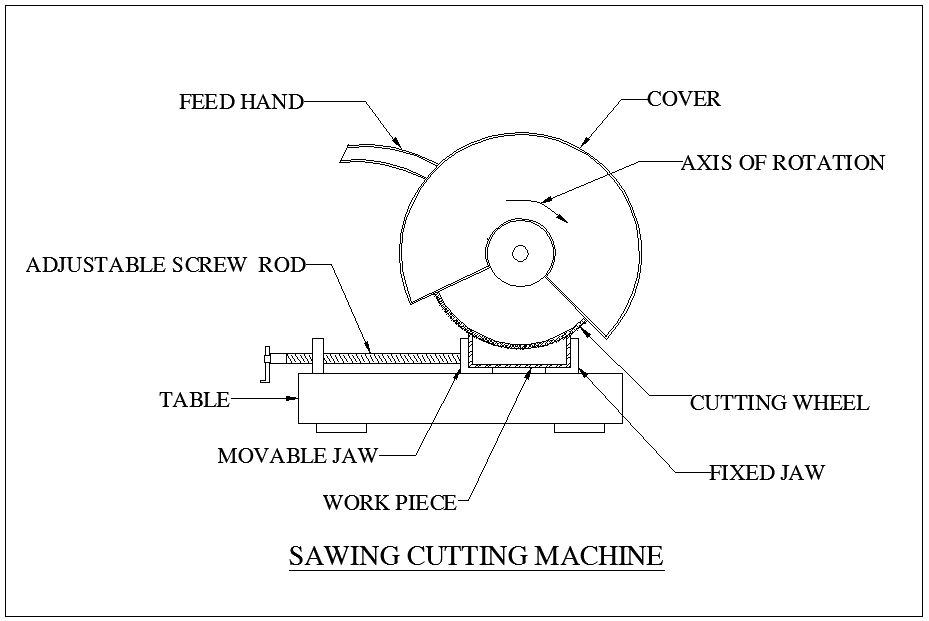 FEED HAND
COVER
AXIS OF ROTATION
ADJUSTABLE SCREW ROD
TABLE
CUTTING WHEEL
MOVABLE JAW
FIXED JAW
WORK PIECE
SAWING CUTTING MACHINE